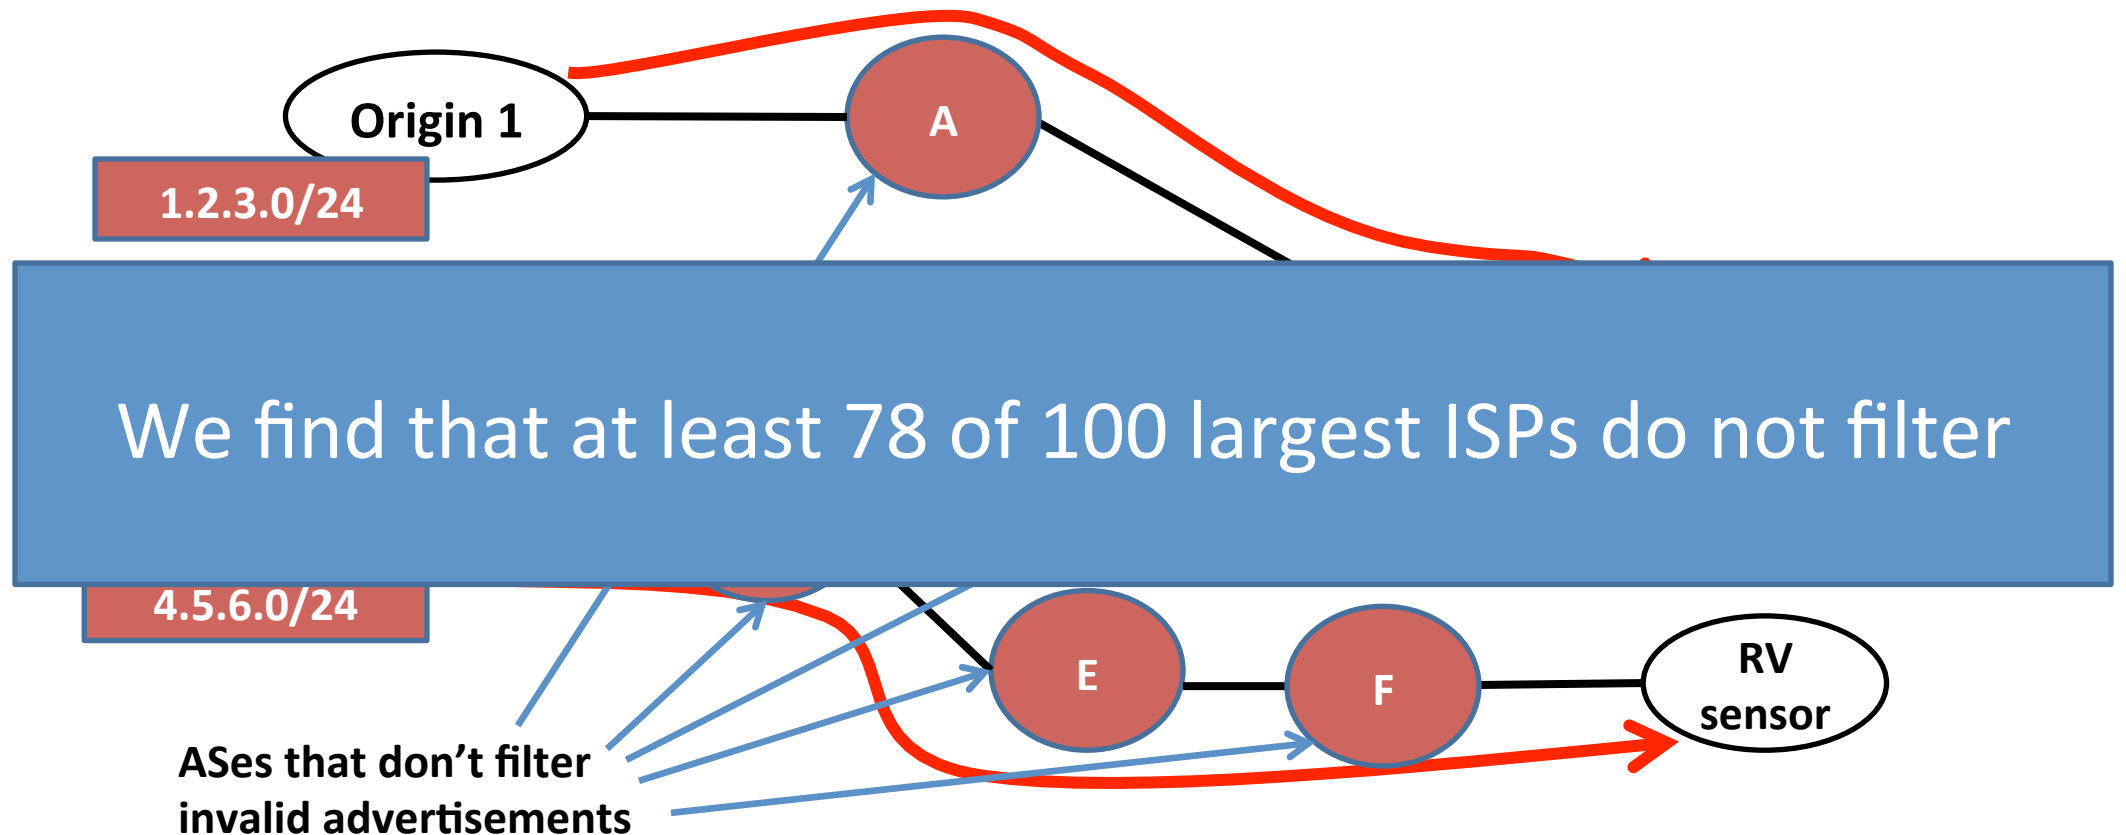 Origin 1
A
1.2.3.0/24
We find that at least 78 of 100 largest ISPs do not filter
4.5.6.0/24
E
F
RV
sensor
ASes that don’t filter
invalid advertisements